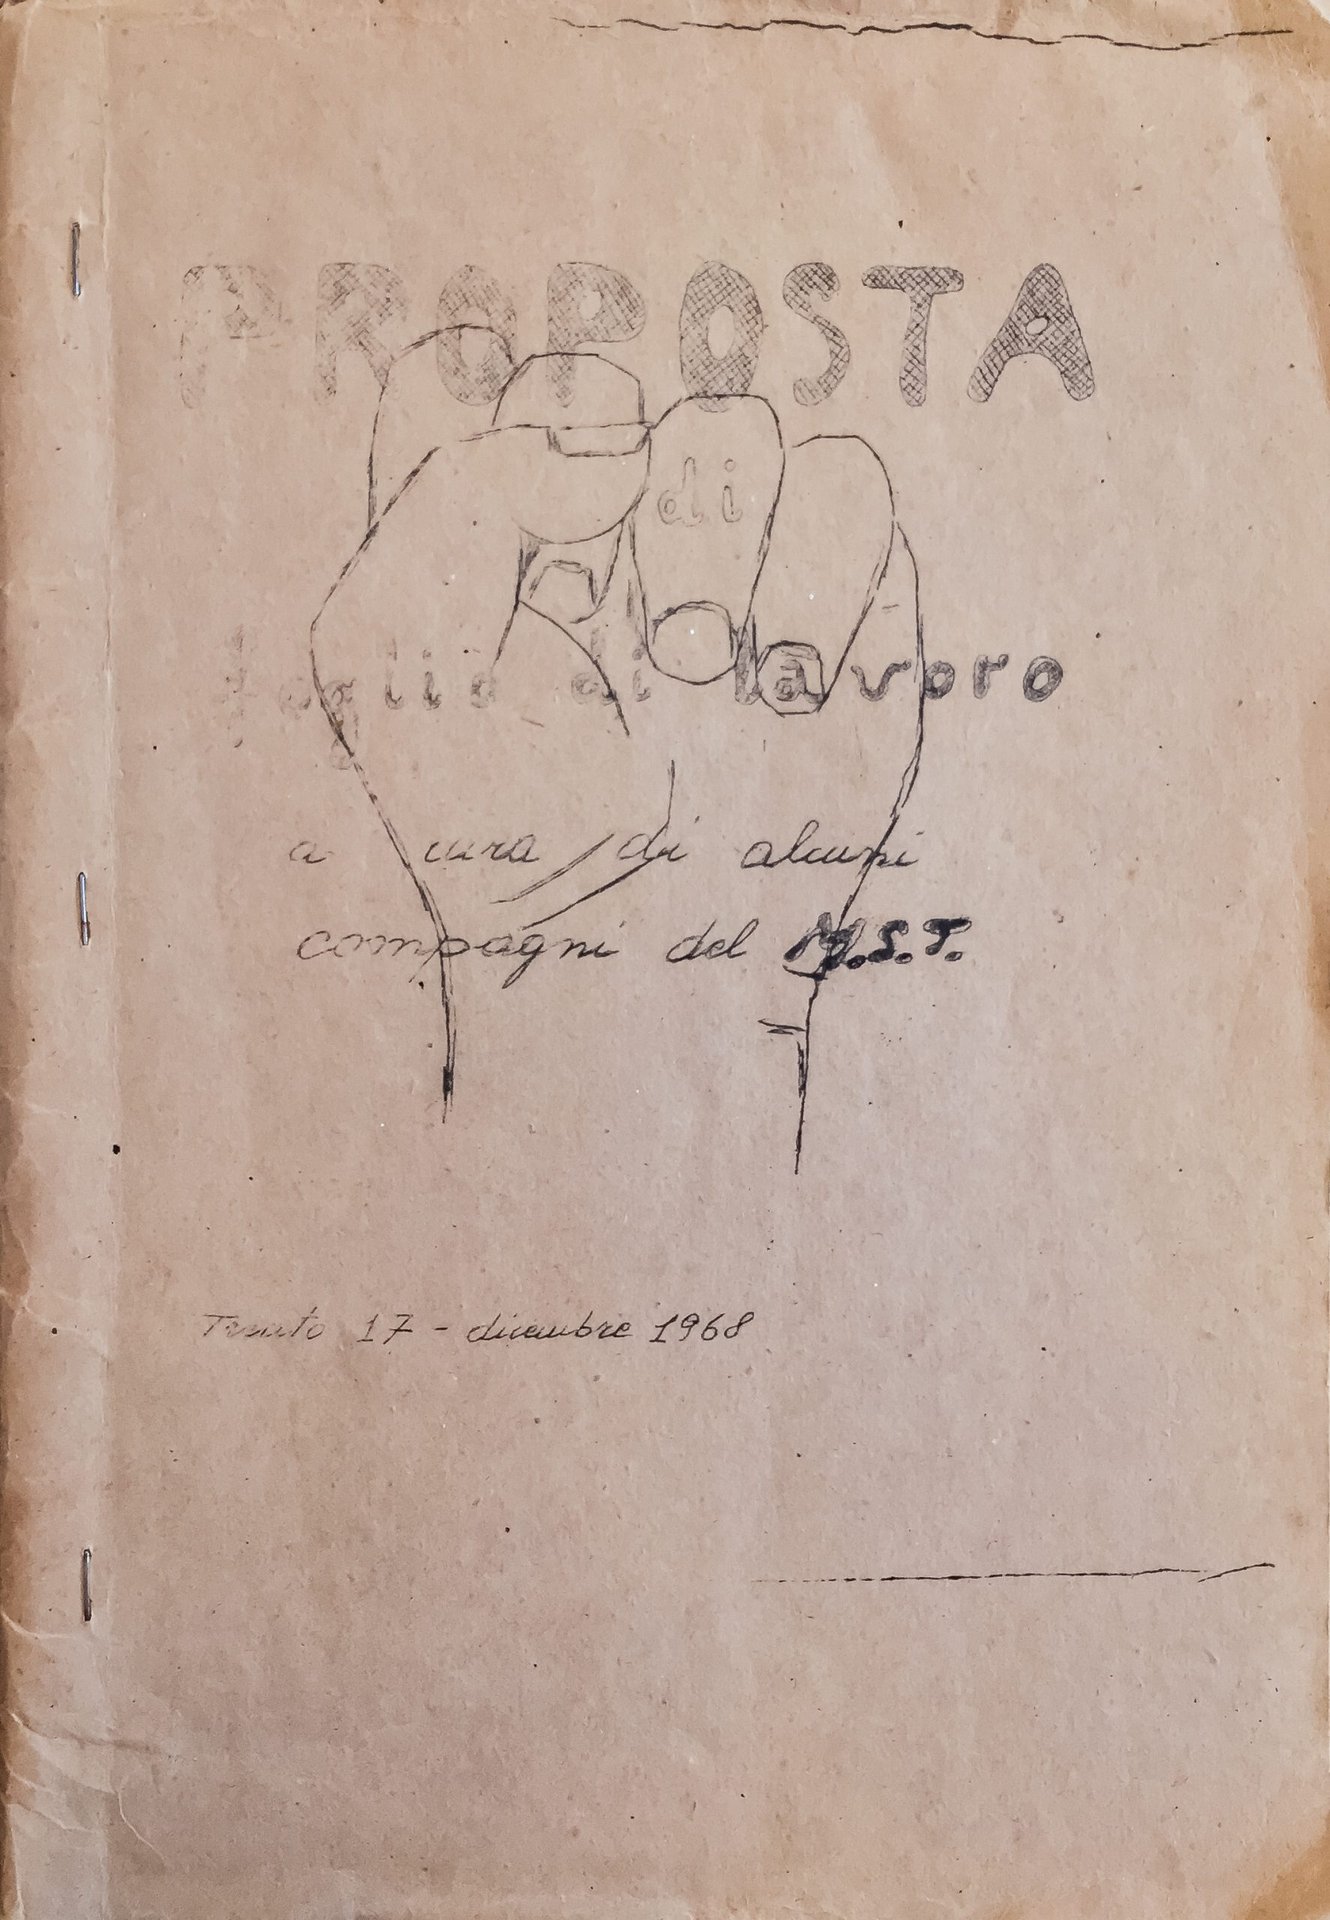 PROPOSTA
di
foglio di lavoro
a cura di alcuni
compagni del M.S.T.
Trento 17 - dicembre 1968